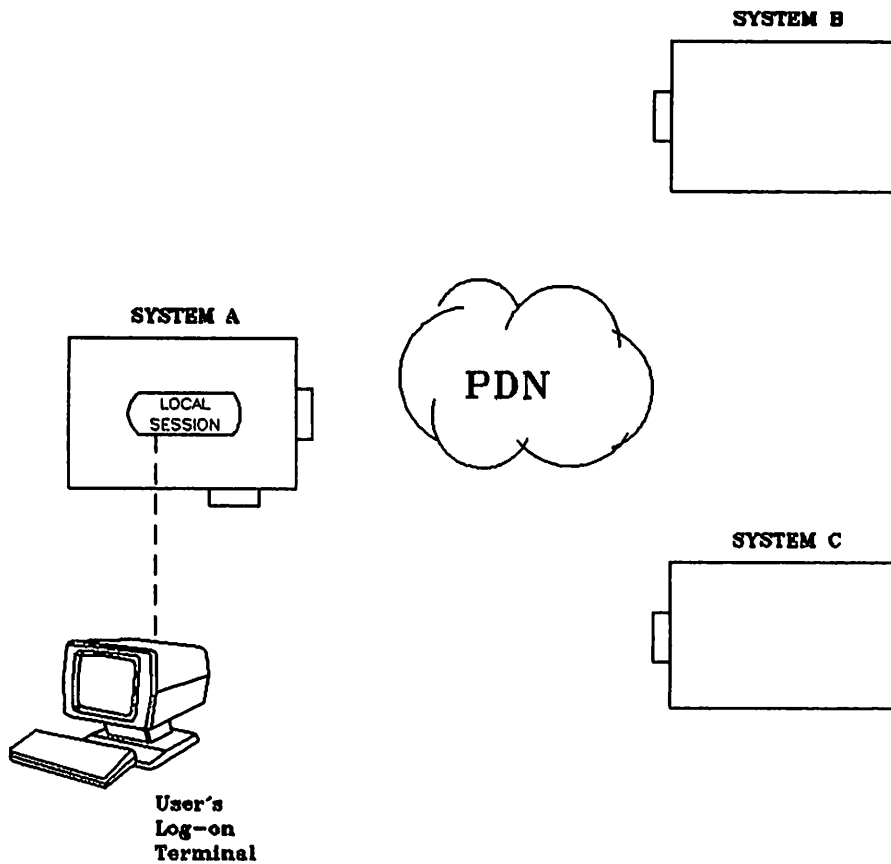 SYSTEM B
SYSTEM A
LOCAL
SESSION
PDN
SYSTEM C
User's
Log-on
Terminal